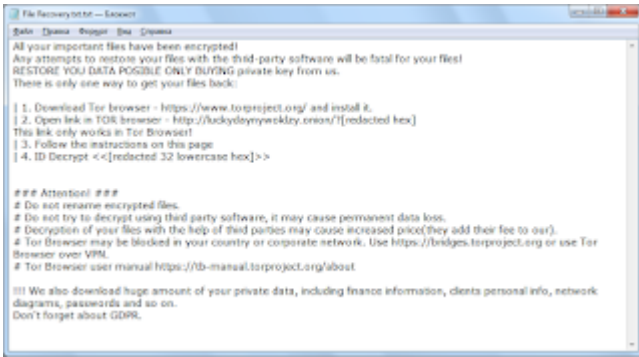 File Recovery.txt.txt — Блокнот
Файл Правка Формат Вид Справка
All your important files have been encrypted!
Any attempts to restore your files with the thrid-party software will be fatal for your files!
RESTORE YOU DATA POSIBLE ONLY BUYING private key from us.
There is only one way to get your files back:
| 1. Download Tor browser - https://www.torproject.org/ and install it.
| 2. Open link in TOR browser - http://luckydaynywoklzy.onion/?[redacted hex]
This link only works in Tor Browser!
| 3. Follow the instructions on this page
| 4. ID Decrypt <<[redacted 32 lowercase hex]>>
### Attention! ###
# Do not rename encrypted files.
# Do not try to decrypt using third party software, it may cause permanent data loss.
# Decryption of your files with the help of third parties may cause increased price(they add their fee to our).
# Tor Browser may be blocked in your country or corporate network. Use https://bridges.torproject.org or use Tor
Browser over VPN.
# Tor Browser user manual https://tb-manual.torproject.org/about
!!! We also download huge amount of your private data, including finance information, clients personal info, network
diagrams, passwords and so on.
Don't forget about GDPR.